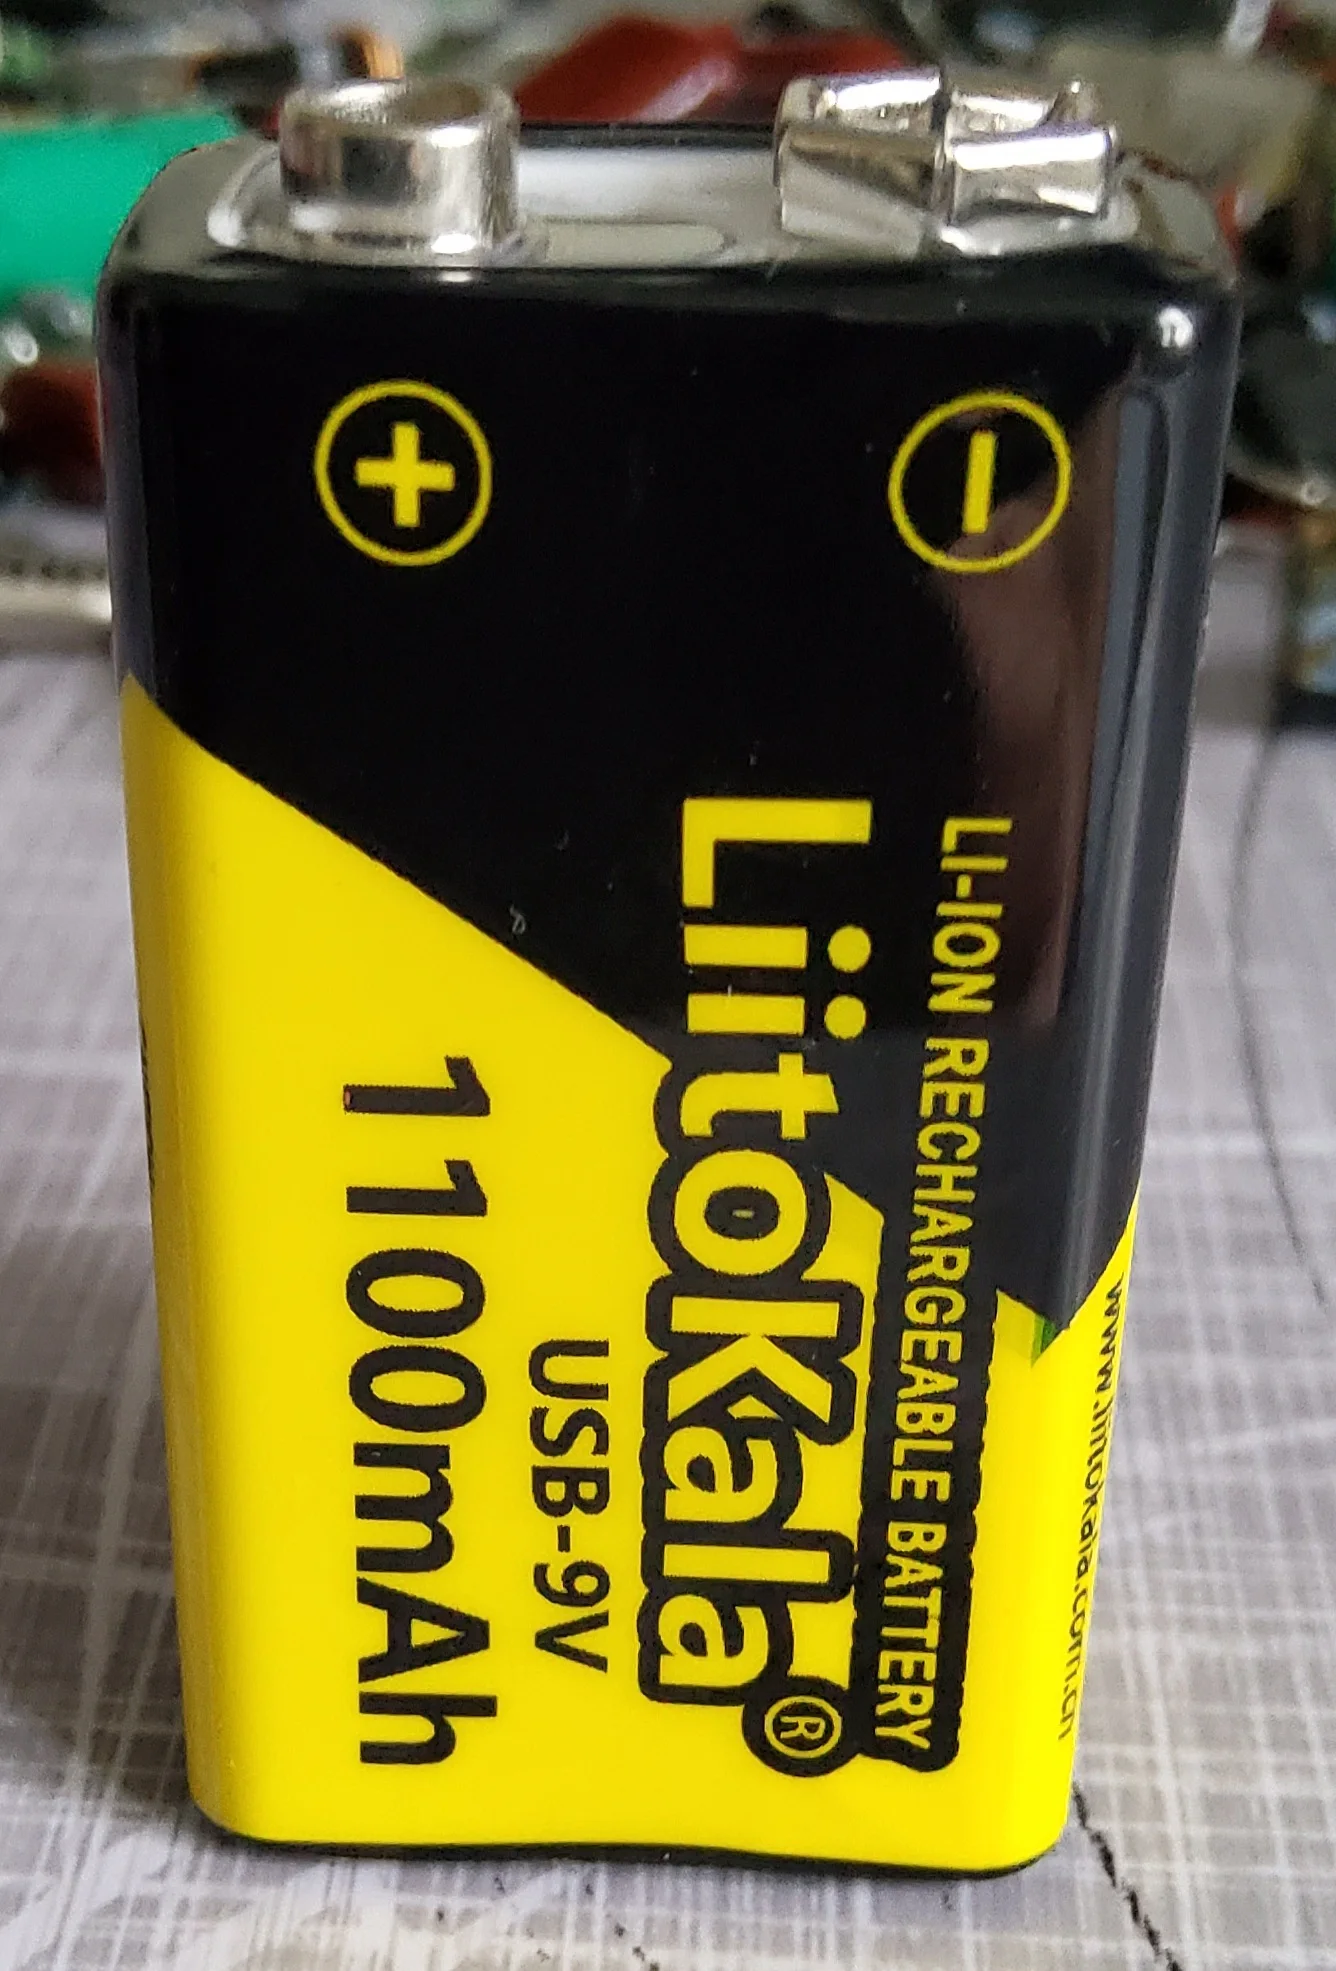 + −
LI-ION RECHARGEABLE BATTERY
LiitoKala®
USB-9V
1100mAh
www.liitokala.com.cn